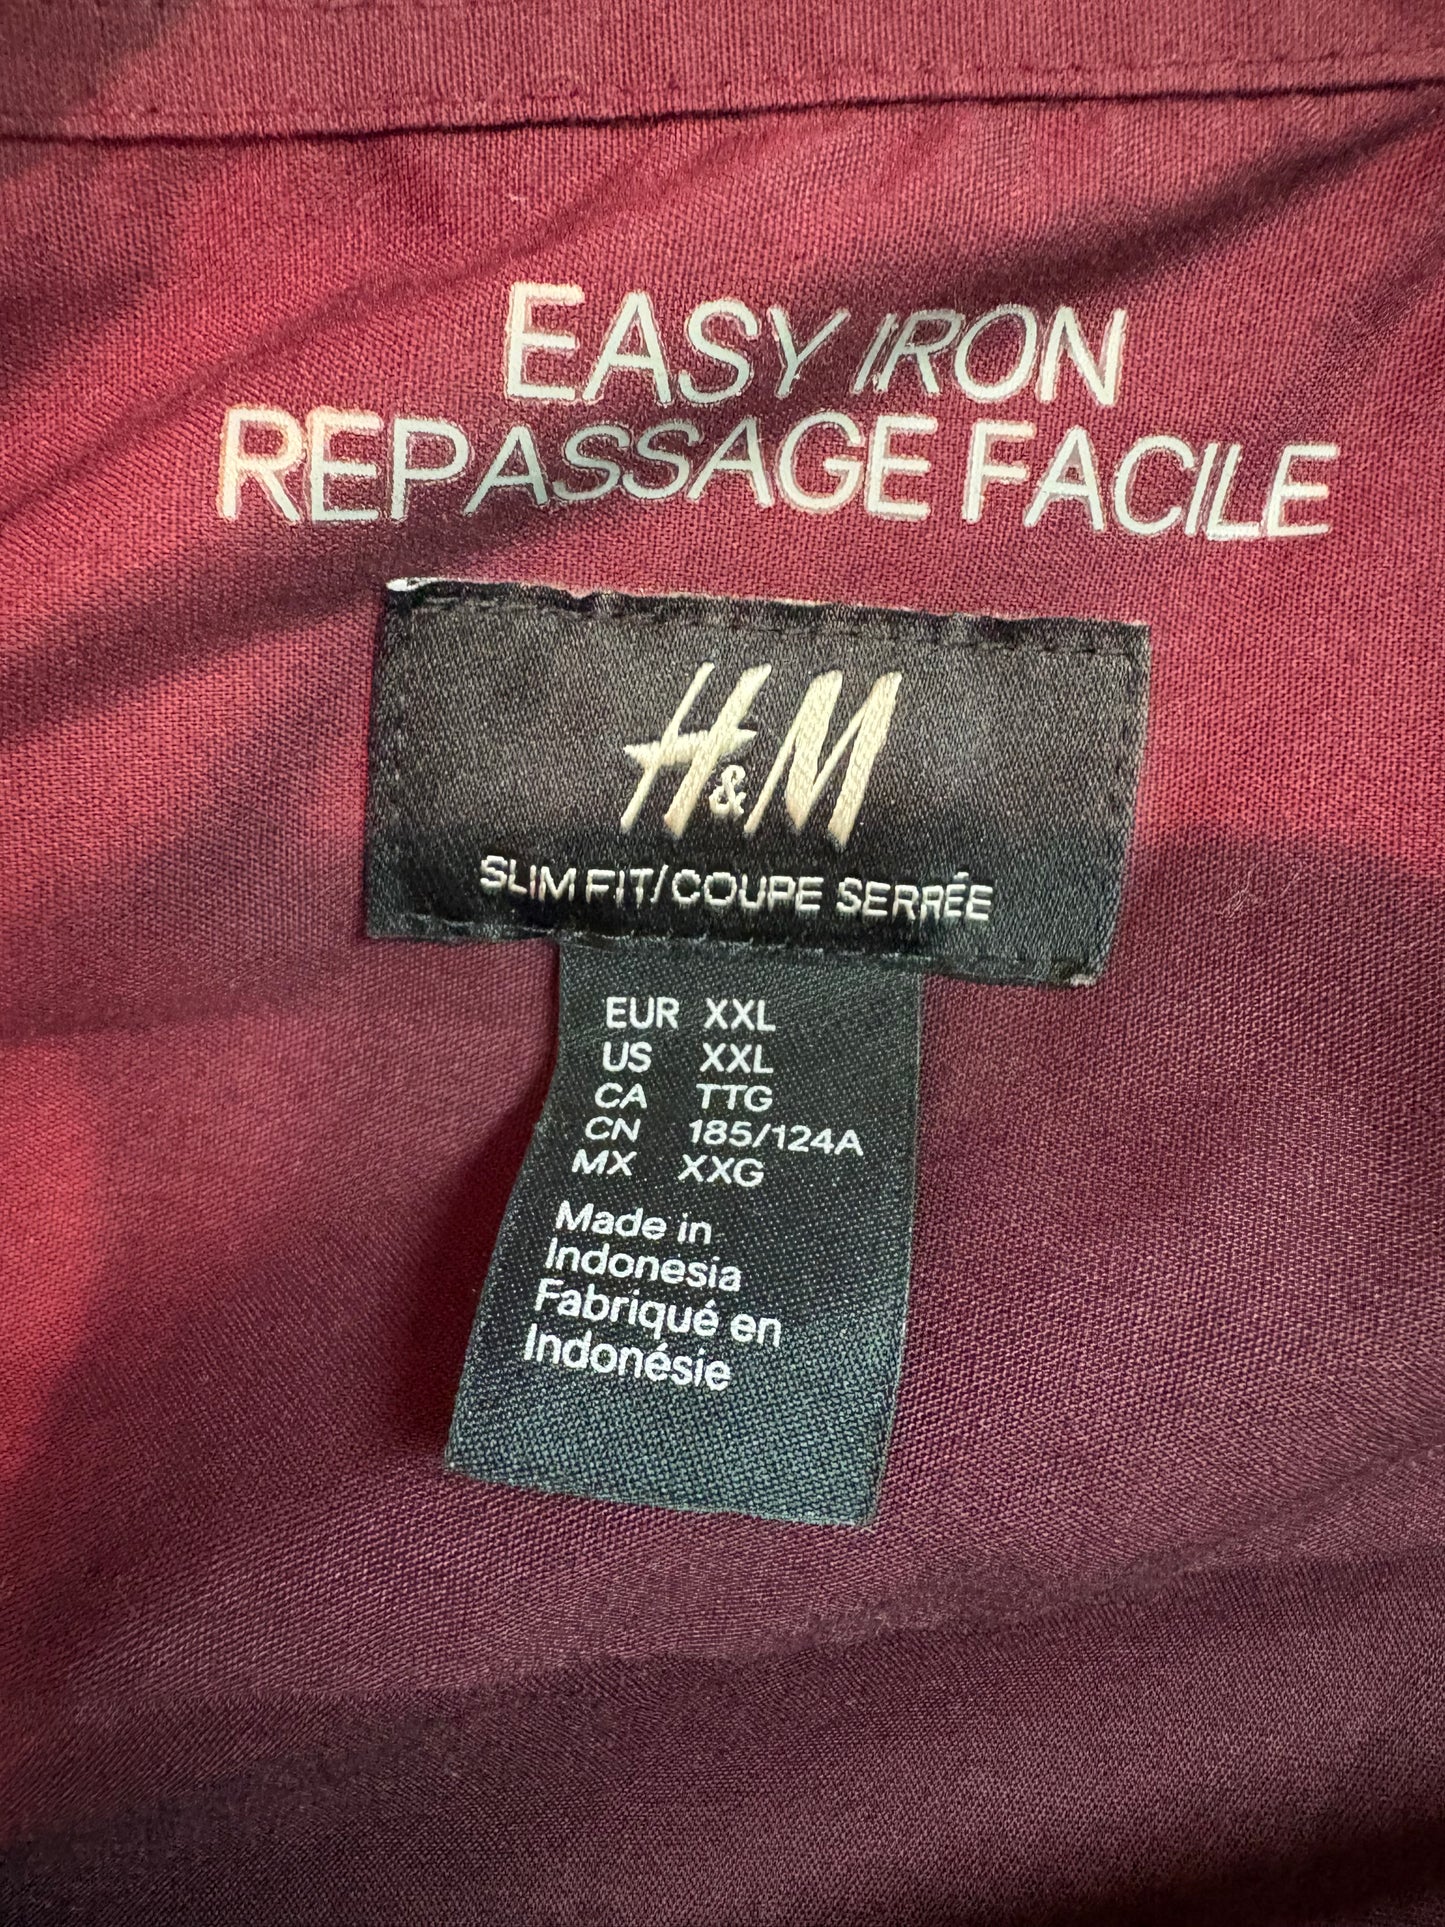 EASY IRON
REPASSAGE FACILE
H&M
SLIM FIT/COUPE SERRÉE
EUR XXL
US XXL
CA TTG
CN 185/124A
MX XXG
Made in
Indonesia
Fabriqué en
Indonésie